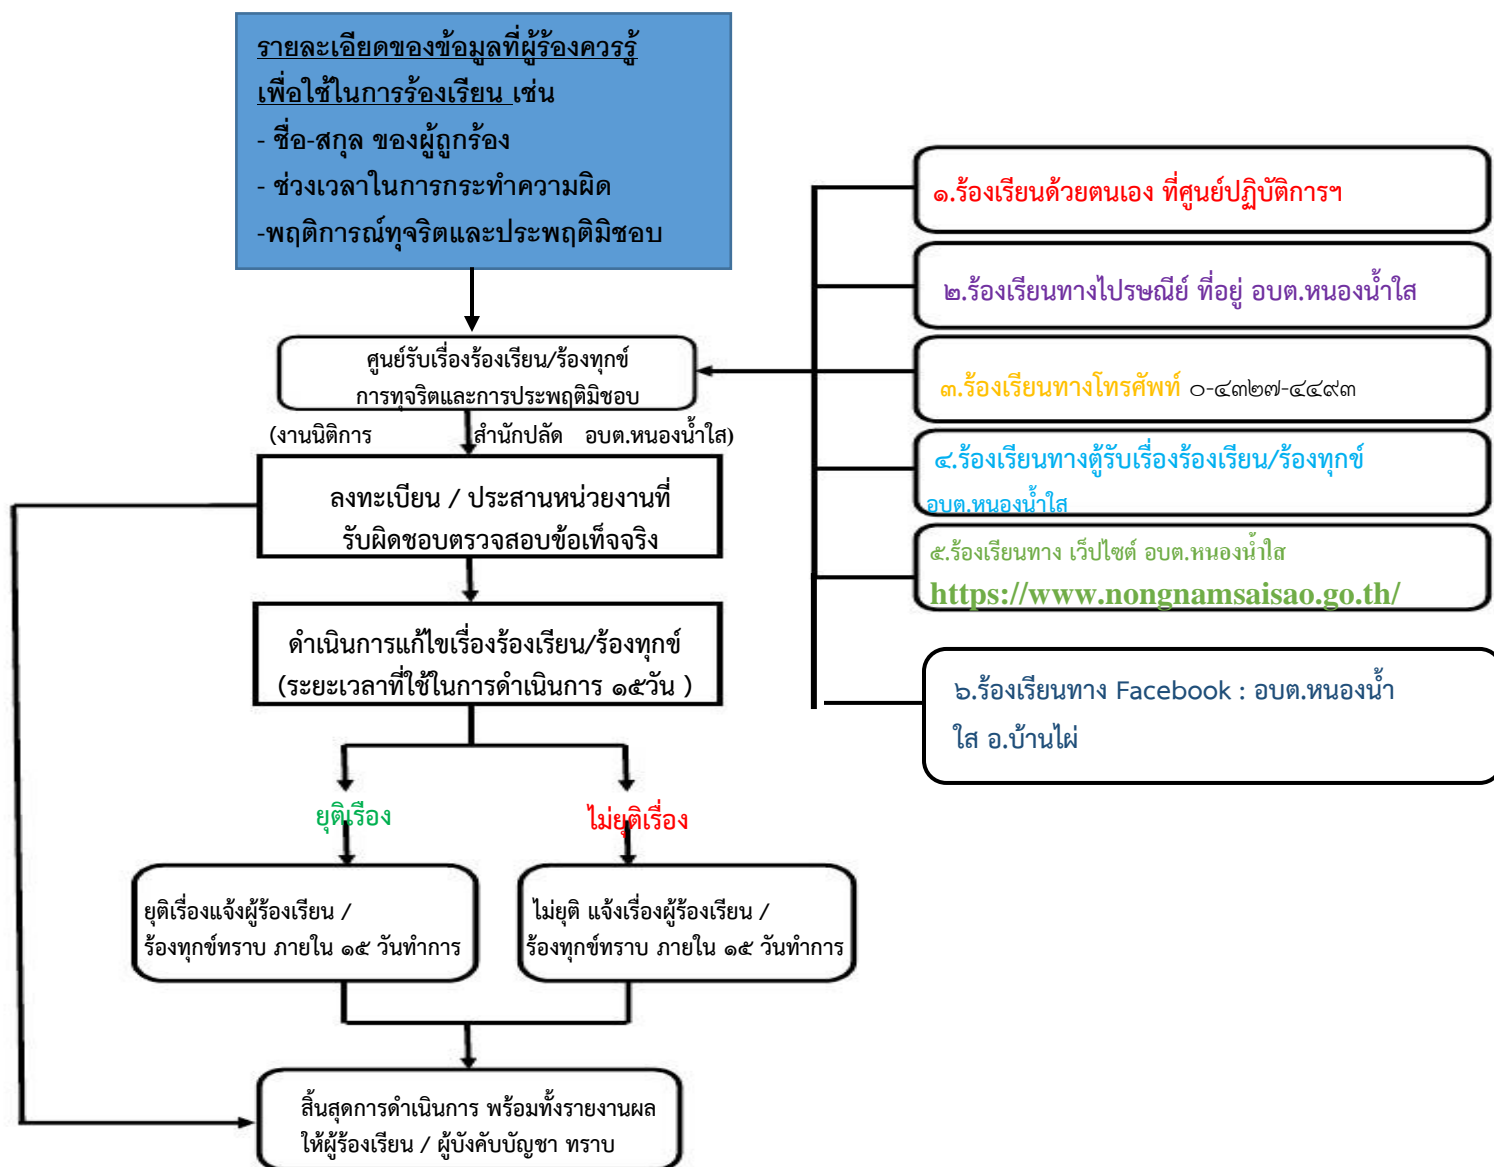 รายละเอียดของข้อมูลที่ผู้ร้องควรรู้
เพื่อใช้ในการร้องเรียน เช่น
- ชื่อ-สกุล ของผู้ถูกร้อง
- ช่วงเวลาในการกระทำความผิด
-พฤติการณ์ทุจริตและประพฤติมิชอบ
ศูนย์รับเรื่องร้องเรียน/ร้องทุกข์
การทุจริตและการประพฤติมิชอบ
(งานนิติการ สำนักปลัด อบต.หนองน้ำใส)
ลงทะเบียน / ประสานหน่วยงานที่
รับผิดชอบตรวจสอบข้อเท็จจริง
ดำเนินการแก้ไขเรื่องร้องเรียน/ร้องทุกข์
(ระยะเวลาที่ใช้ในการดำเนินการ ๑๕วัน )
ยุติเรือง
ไม่ยุติเรื่อง
ยุติเรื่องแจ้งผู้ร้องเรียน /
ร้องทุกข์ทราบ ภายใน ๑๕ วันทำการ
ไม่ยุติ แจ้งเรื่องผู้ร้องเรียน /
ร้องทุกข์ทราบ ภายใน ๑๕ วันทำการ
สิ้นสุดการดำเนินการ พร้อมทั้งรายงานผล
ให้ผู้ร้องเรียน / ผู้บังคับบัญชา ทราบ
๑.ร้องเรียนด้วยตนเอง ที่ศูนย์ปฏิบัติการฯ
๒.ร้องเรียนทางไปรษณีย์ ที่อยู่ อบต.หนองน้ำใส
๓.ร้องเรียนทางโทรศัพท์ ๐-๔๓๒๗-๔๔๙๓
๔.ร้องเรียนทางตู้รับเรื่องร้องเรียน/ร้องทุกข์
อบต.หนองน้ำใส
๕.ร้องเรียนทาง เว็ปไซต์ อบต.หนองน้ำใส
https://www.nongnamsaisao.go.th/
๖.ร้องเรียนทาง Facebook : อบต.หนองน้ำ
ใส อ.บ้านไผ่